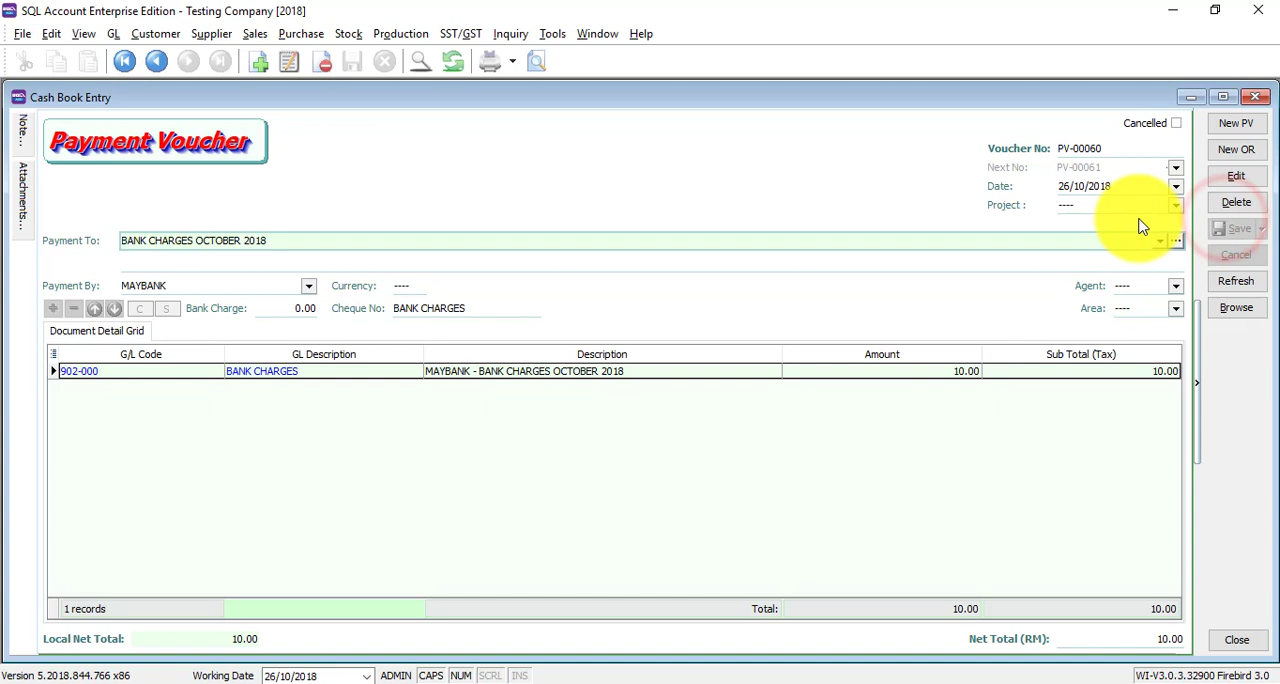 SQL Account Enterprise Edition - Testing Company [2018]
File Edit View GL Customer Supplier Sales Purchase Stock Production SST/GST Inquiry Tools Window Help
Cash Book Entry
Note...
Attachments...
Payment Voucher
Cancelled
Voucher No: PV-00060
Next No: PV-00061
Date: 26/10/2018
Project : ----
Payment To: BANK CHARGES OCTOBER 2018
Payment By: MAYBANK Currency: ---- Agent: ----
C S Bank Charge: 0.00 Cheque No: BANK CHARGES Area: ----
Document Detail Grid
G/L Code GL Description Description Amount Sub Total (Tax)
902-000 BANK CHARGES MAYBANK - BANK CHARGES OCTOBER 2018 10.00 10.00
1 records Total: 10.00 10.00
Local Net Total: 10.00 Net Total (RM): 10.00
New PV
New OR
Edit
Delete
Save
Cancel
Refresh
Browse
Close
Version 5.2018.844.766 x86 Working Date 26/10/2018 ADMIN CAPS NUM SCRL INS WI-V3.0.3.32900 Firebird 3.0